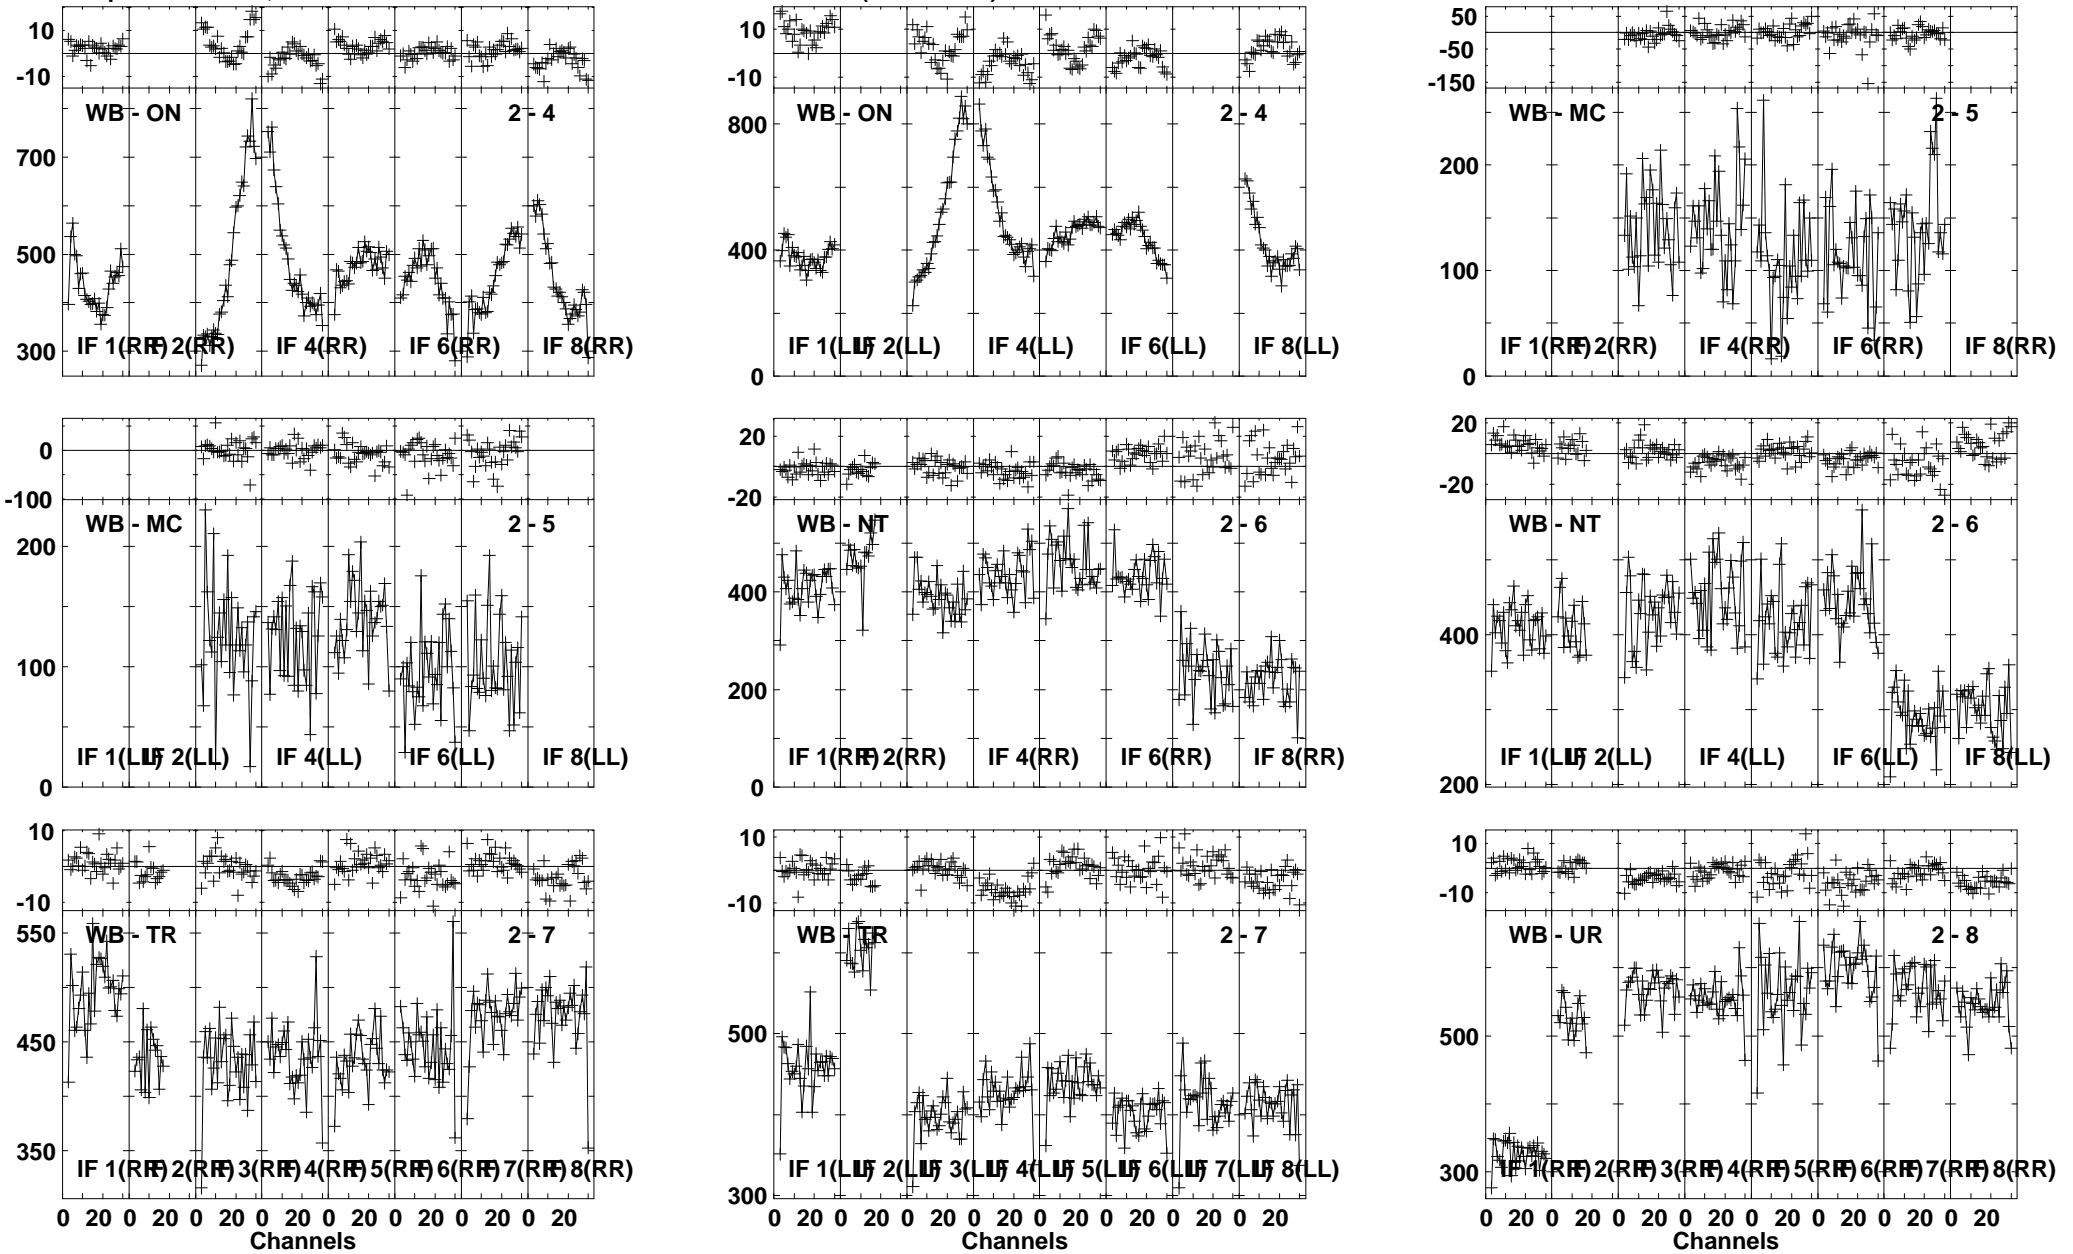 10
-10
WB - ON 2 - 4
700
500
300
IF 1(RR) IF 2(RR) IF 4(RR) IF 6(RR) IF 8(RR)
10
-10
WB - ON 2 - 4
800
400
0
IF 1(LL) IF 2(LL) IF 4(LL) IF 6(LL) IF 8(LL)
50
-50
-150
WB - MC 2 - 5
200
100
0
IF 1(RR) IF 2(RR) IF 4(RR) IF 6(RR) IF 8(RR)
0
-100
WB - MC 2 - 5
200
100
0
IF 1(LL) IF 2(LL) IF 4(LL) IF 6(LL) IF 8(LL)
20
-20
WB - NT 2 - 6
400
200
0
IF 1(RR) IF 2(RR) IF 4(RR) IF 6(RR) IF 8(RR)
20
-20
WB - NT 2 - 6
400
200
IF 1(LL) IF 2(LL) IF 4(LL) IF 6(LL) IF 8(LL)
10
-10
WB - TR 2 - 7
550
450
350
IF 1(RR) IF 2(RR) IF 3(RR) IF 4(RR) IF 5(RR) IF 6(RR) IF 7(RR) IF 8(RR)
0 20 0 20 0 20 0 20 0 20 0 20 0 20 0 20
Channels
10
-10
WB - TR 2 - 7
500
300
IF 1(LL) IF 2(LL) IF 3(LL) IF 4(LL) IF 5(LL) IF 6(LL) IF 7(LL) IF 8(LL)
0 20 0 20 0 20 0 20 0 20 0 20 0 20 0 20
Channels
10
-10
WB - UR 2 - 8
500
300
IF 1(RR) IF 2(RR) IF 3(RR) IF 4(RR) IF 5(RR) IF 6(RR) IF 7(RR) IF 8(RR)
0 20 0 20 0 20 0 20 0 20 0 20 0 20 0 20
Channels